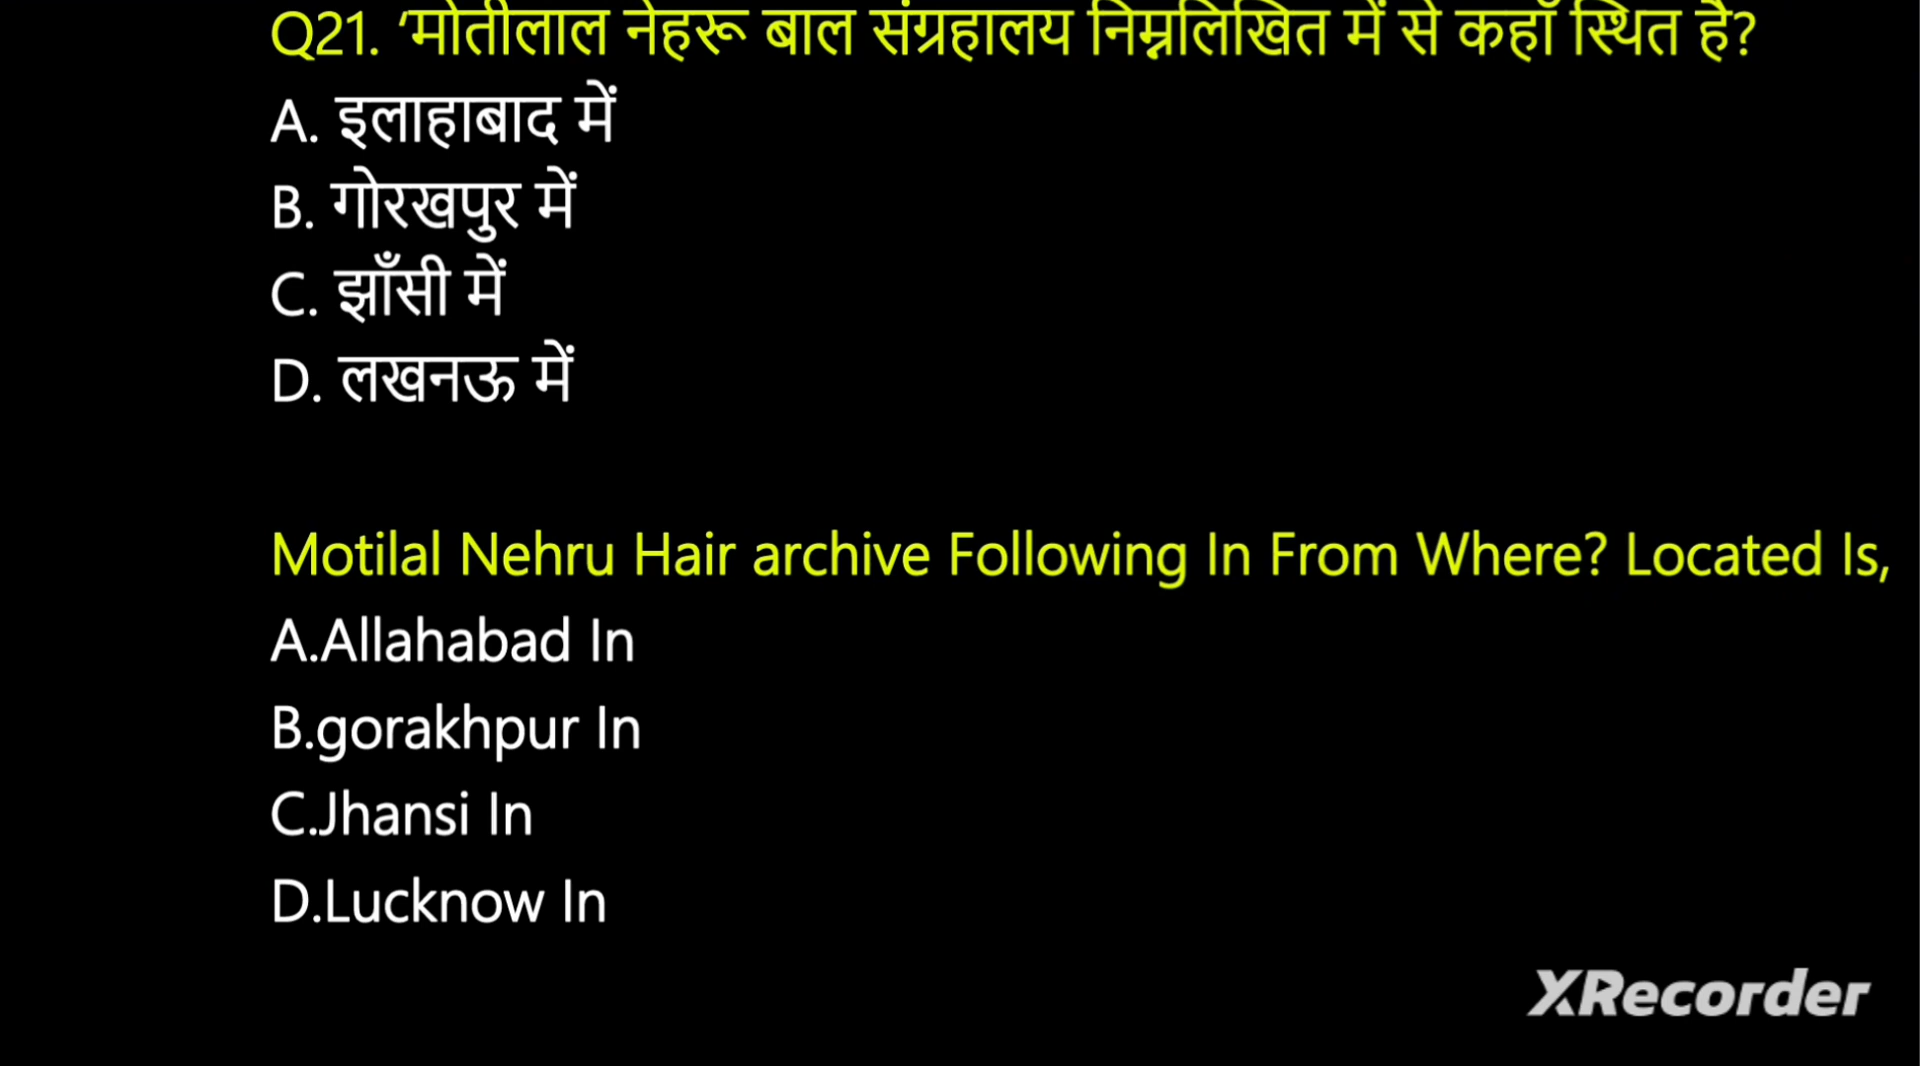 Q21. ‘मोतीलाल नेहरू बाल संग्रहालय निम्नलिखित में से कहाँ स्थित है?
A. इलाहाबाद में
B. गोरखपुर में
C. झाँसी में
D. लखनऊ में
Motilal Nehru Hair archive Following In From Where? Located Is,
A.Allahabad In
B.gorakhpur In
C.Jhansi In
D.Lucknow In
XRecorder